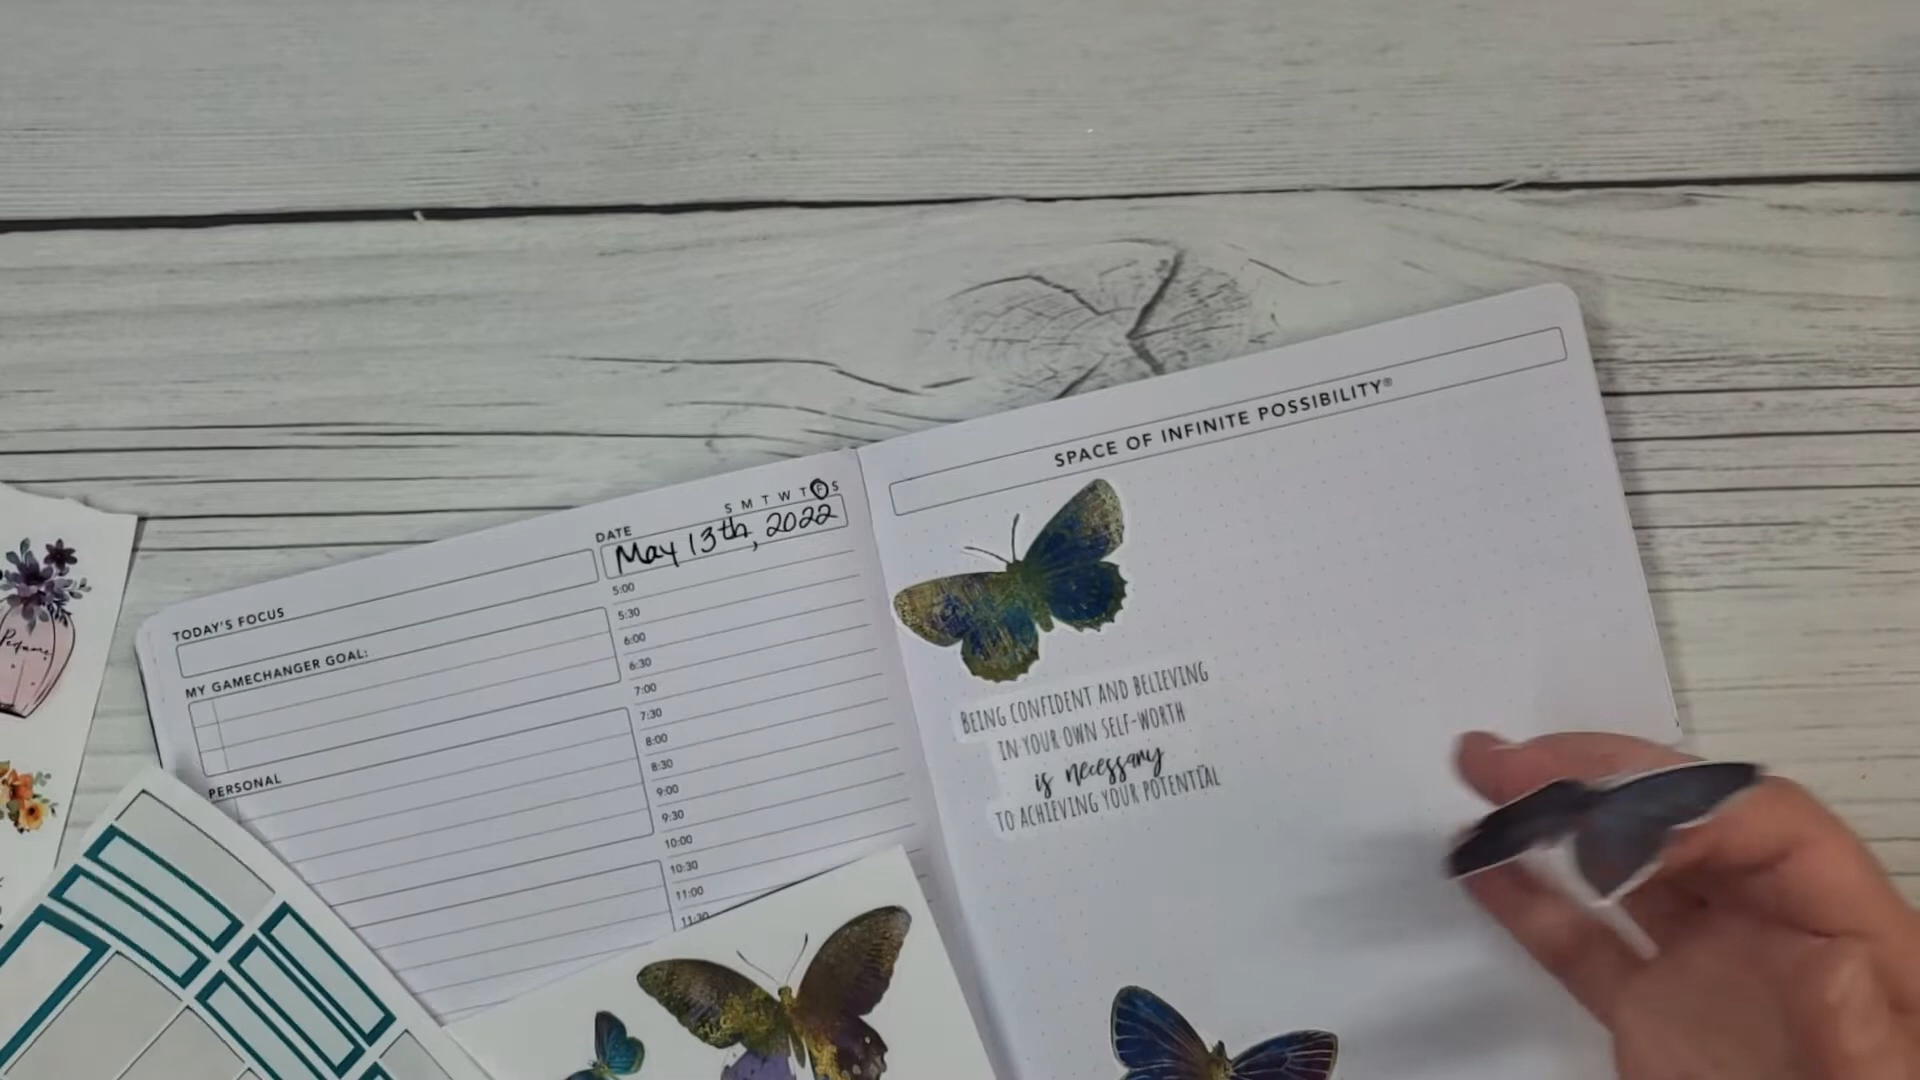 S M T W T F S
DATE
May 13th, 2022
TODAY'S FOCUS
MY GAMECHANGER GOAL:
PERSONAL
5:00
5:30
6:00
6:30
7:00
7:30
8:00
8:30
9:00
9:30
10:00
10:30
11:00
11:30
SPACE OF INFINITE POSSIBILITY®
BEING CONFIDENT AND BELIEVING
IN YOUR OWN SELF-WORTH
is necessary
TO ACHIEVING YOUR POTENTIAL
Perfume